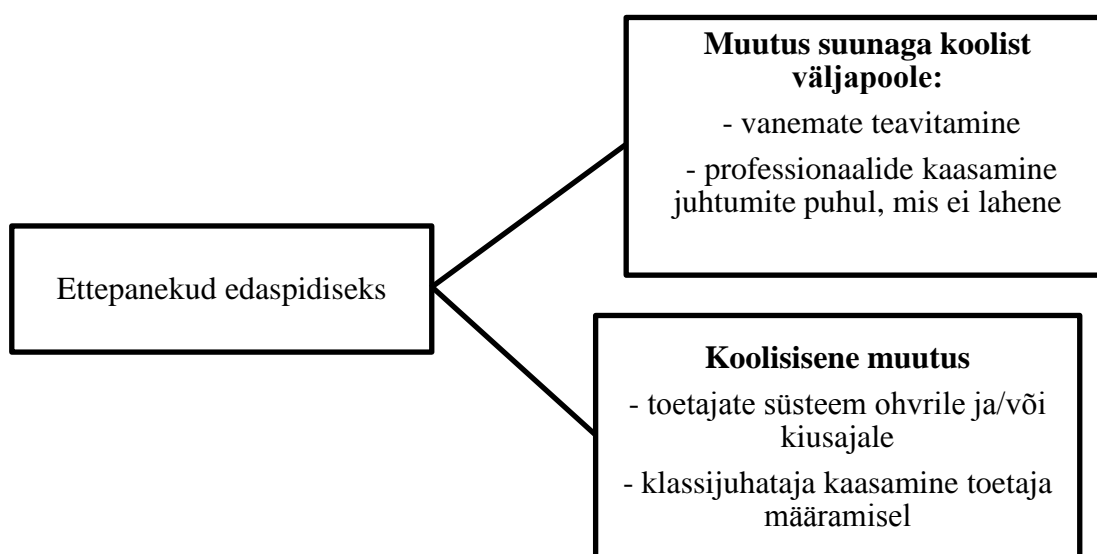 Muutus suunaga koolist
väljapoole:
- vanemate teavitamine
- professionaalide kaasamine
juhtumite puhul, mis ei lahene
Ettepanekud edaspidiseks
Koolisisene muutus
- toetajate süsteem ohvrile ja/või
kiusajale
- klassijuhataja kaasamine toetaja
määramisel